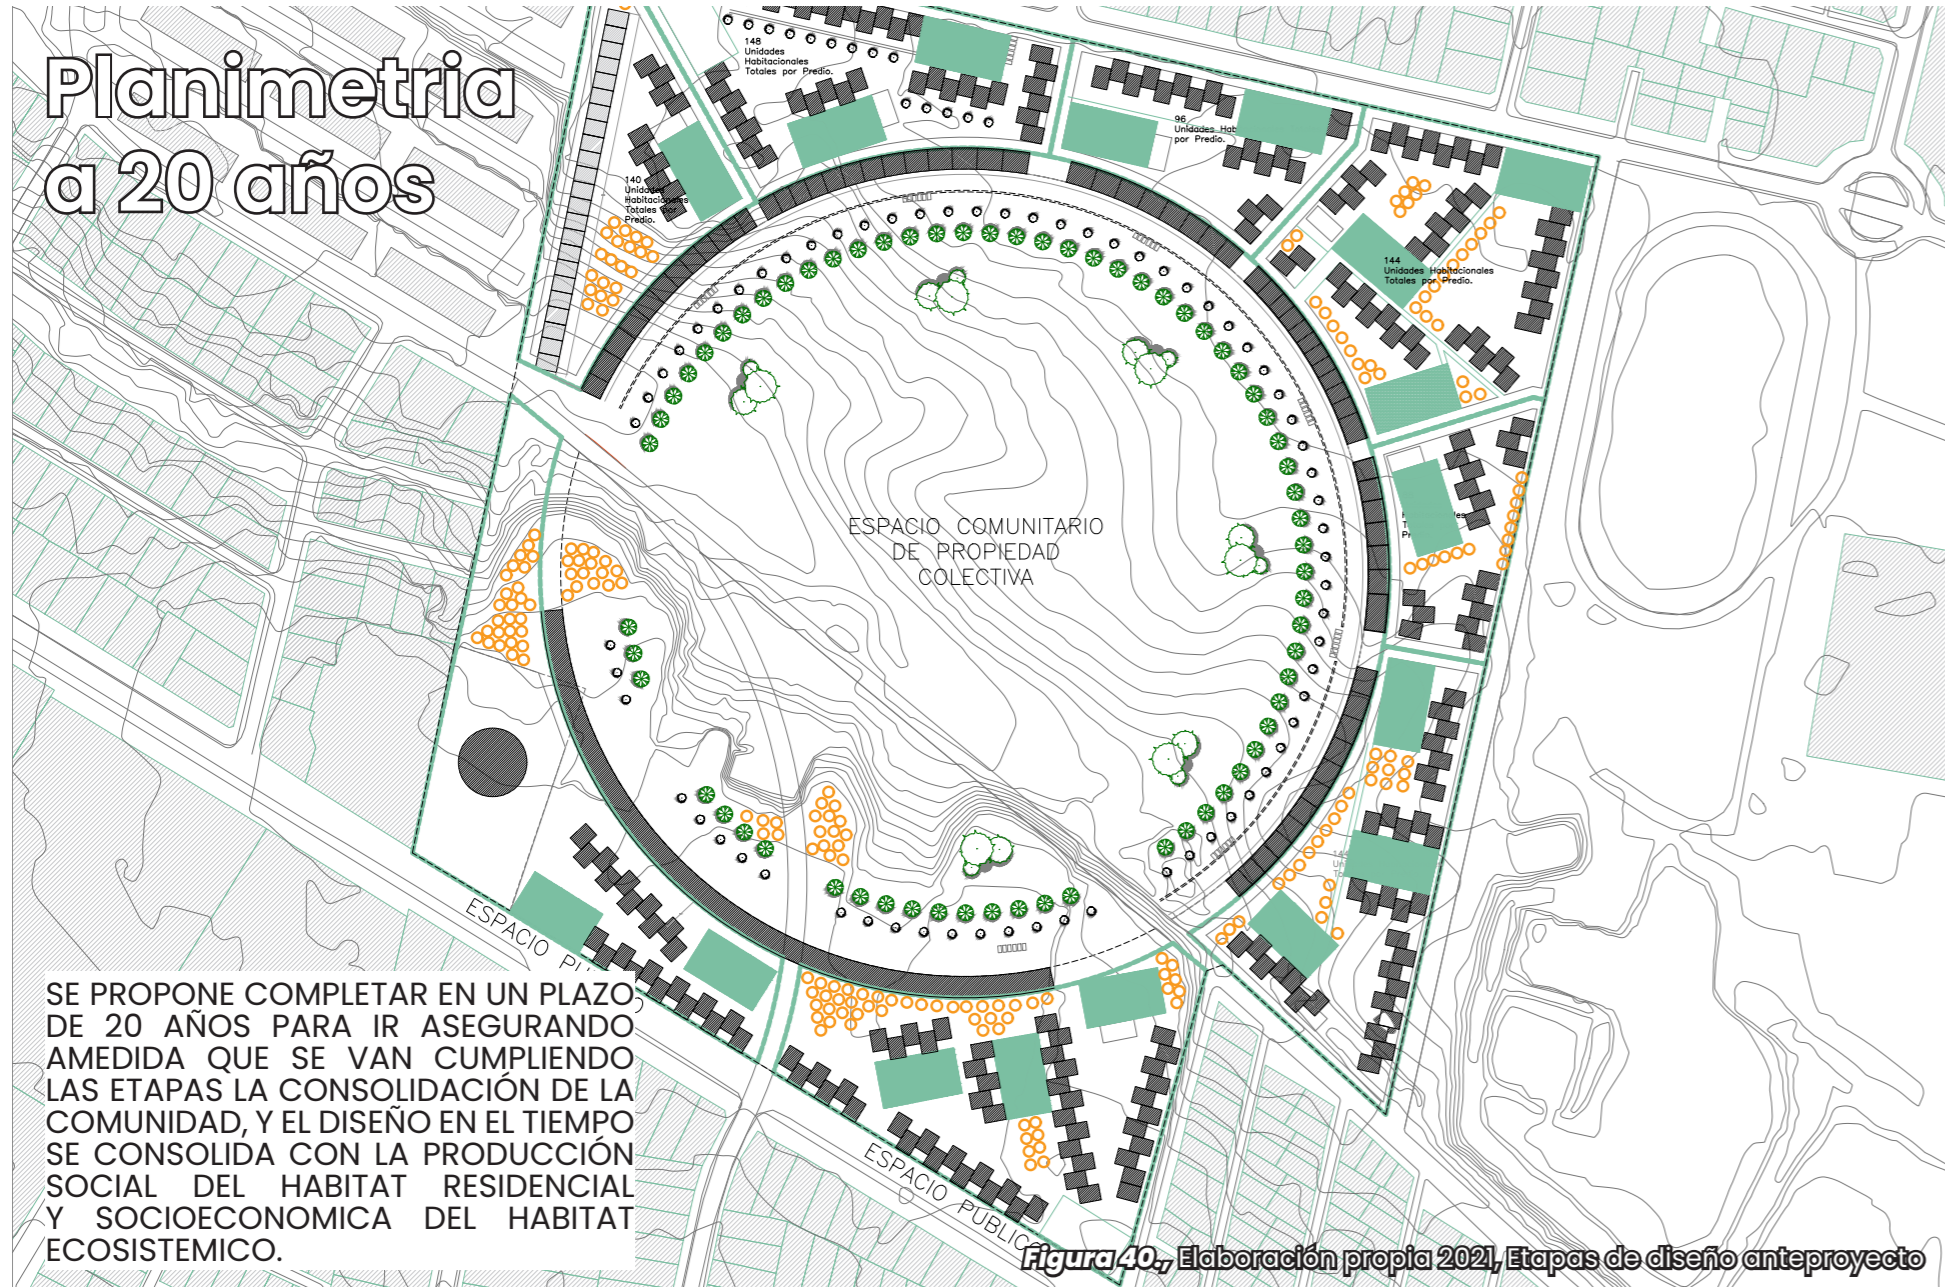 Planimetria
a 20 años
148
Unidades
Habitacionales
Totales por Predio.
96
Unidades Hab
por Predio.
140
Unidades
Habitacionales
Totales por
Predio.
144
Unidades Habitacionales
Totales por Predio.
ESPACIO COMUNITARIO
DE PROPIEDAD
COLECTIVA
ESPACIO
SE PROPONE COMPLETAR EN UN PLAZO
DE 20 AÑOS PARA IR ASEGURANDO
AMEDIDA QUE SE VAN CUMPLIENDO
LAS ETAPAS LA CONSOLIDACIÓN DE LA
COMUNIDAD, Y EL DISEÑO EN EL TIEMPO
SE CONSOLIDA CON LA PRODUCCIÓN
SOCIAL DEL HABITAT RESIDENCIAL
Y SOCIOECONOMICA DEL HABITAT
ECOSISTEMICO.
ESPACIO PUBLICO
Figura 40., Elaboración propia 2021, Etapas de diseño anteproyecto